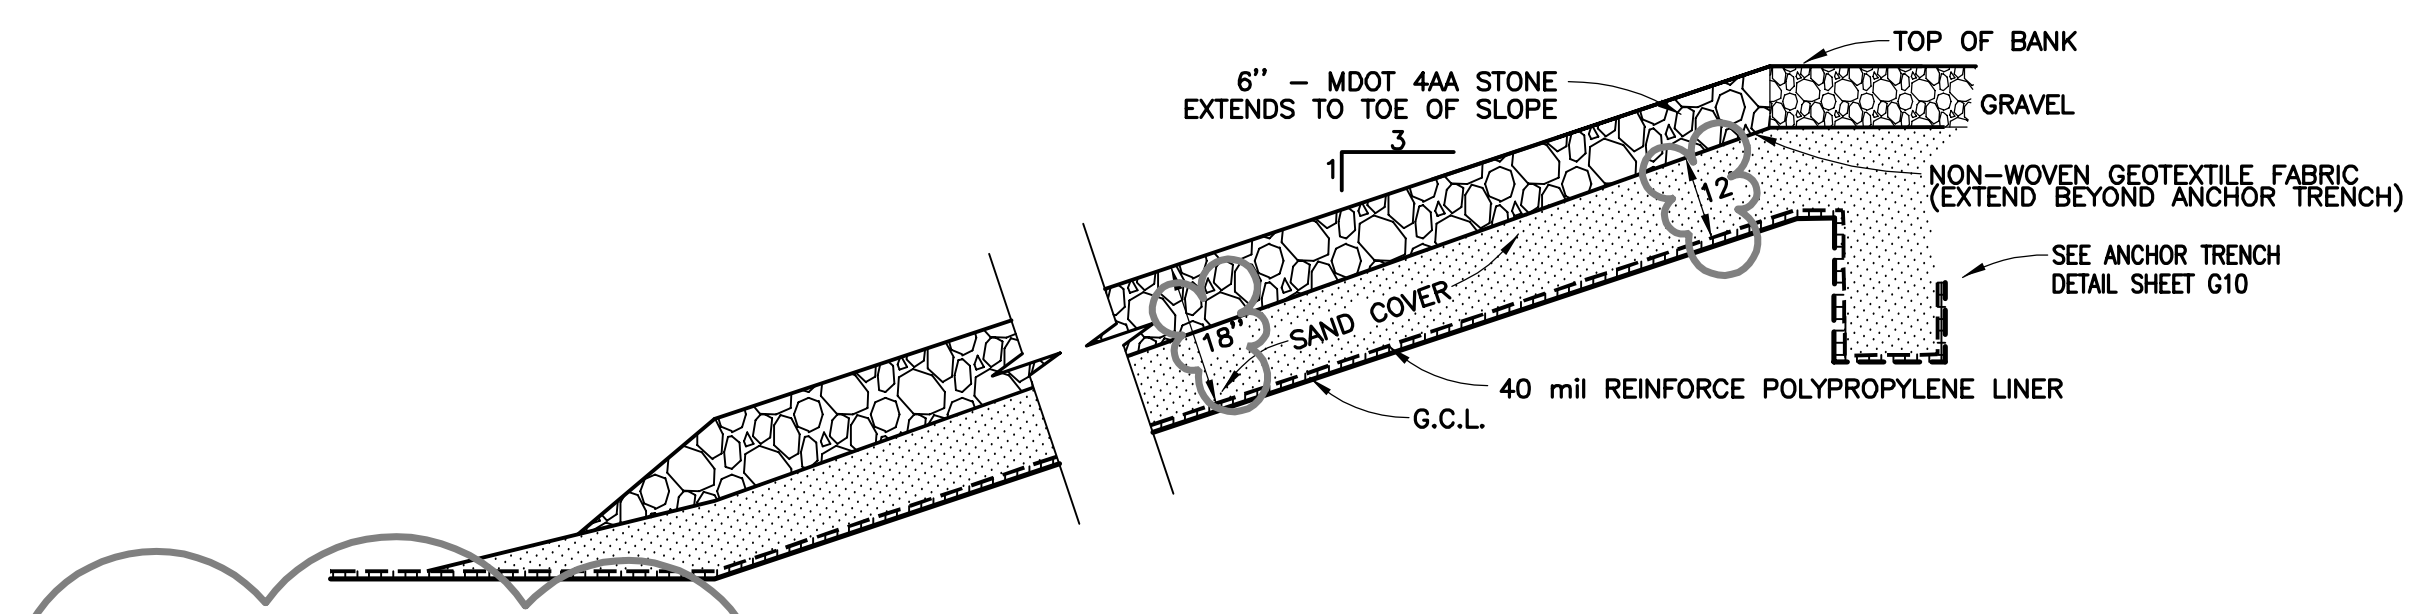 TOP OF BANK
6" - MDOT 4AA STONE
EXTENDS TO TOE OF SLOPE
GRAVEL
3
1
NON-WOVEN GEOTEXTILE FABRIC
(EXTEND BEYOND ANCHOR TRENCH)
12
SEE ANCHOR TRENCH
DETAIL SHEET G10
18"
SAND COVER
40 mil REINFORCE POLYPROPYLENE LINER
G.C.L.